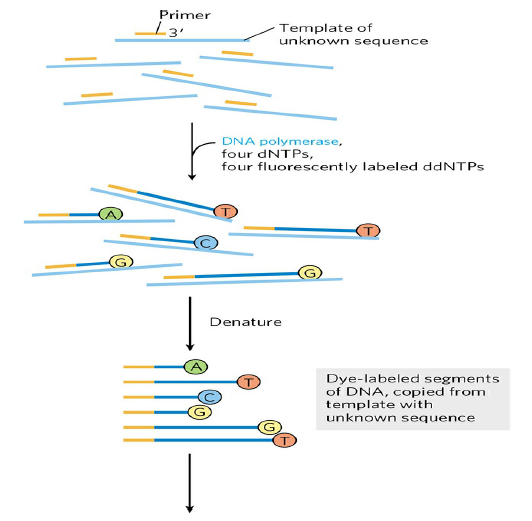 Primer
3′
Template of
unknown sequence
DNA polymerase,
four dNTPs,
four fluorescently labeled ddNTPs
A
T
T
C
G
G
Denature
A
T
C
G
G
T
Dye-labeled segments
of DNA, copied from
template with
unknown sequence